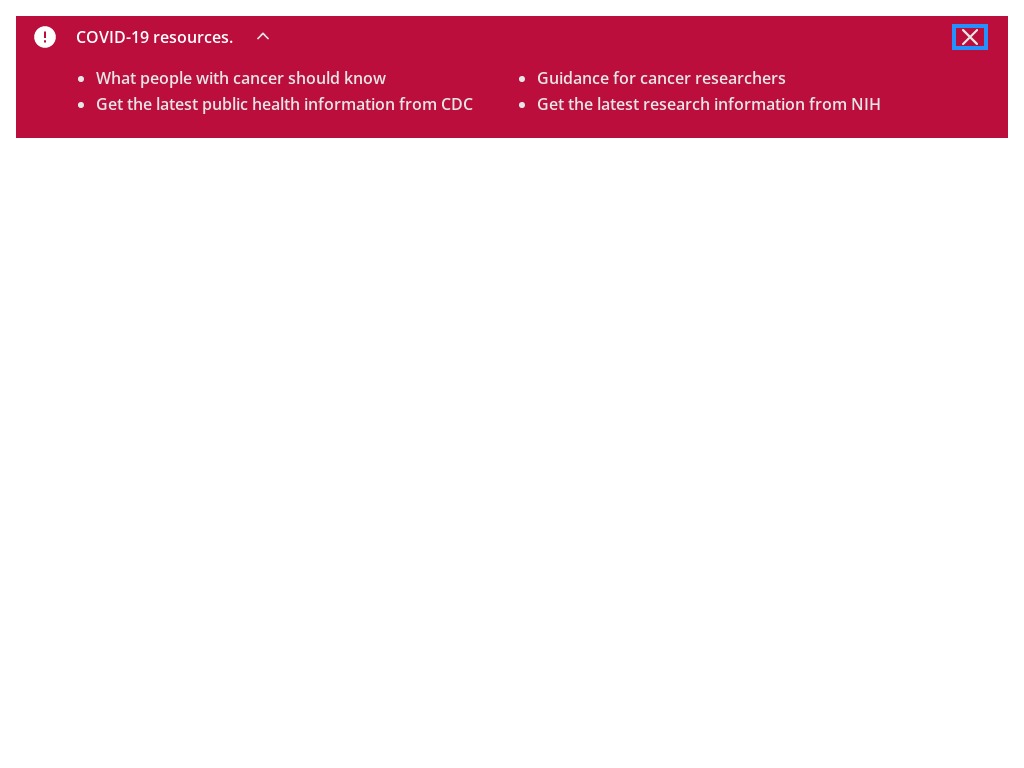 COVID-19 resources.
What people with cancer should know
Get the latest public health information from CDC
Guidance for cancer researchers
Get the latest research information from NIH